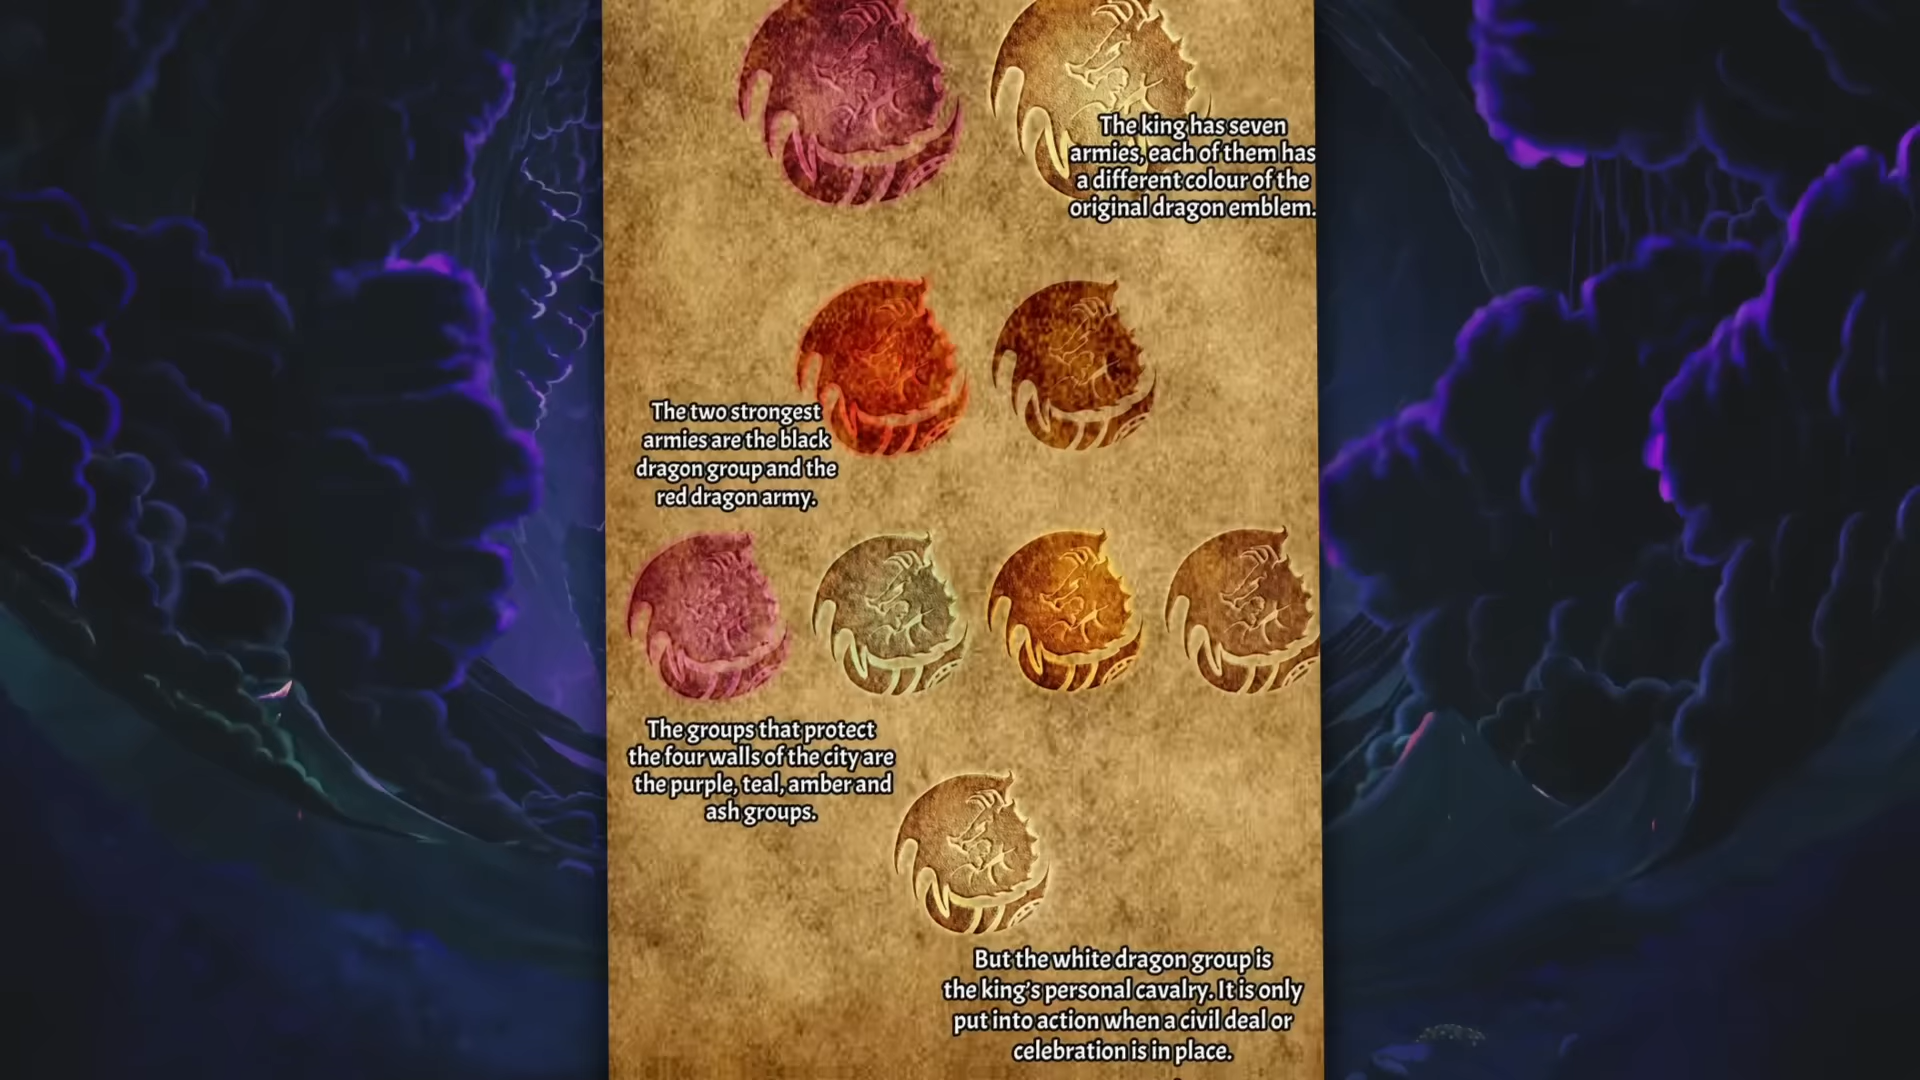 The king has seven
armies, each of them has
a different colour of the
original dragon emblem.
The two strongest
armies are the black
dragon group and the
red dragon army.
The groups that protect
the four walls of the city are
the purple, teal, amber and
ash groups.
But the white dragon group is
the king's personal cavalry. It is only
put into action when a civil deal or
celebration is in place.